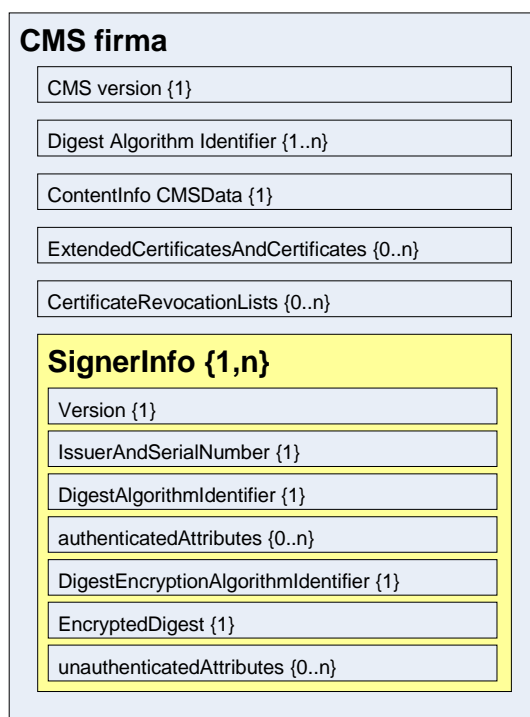 CMS firma
CMS version {1}
Digest Algorithm Identifier {1..n}
ContentInfo CMSData {1}
ExtendedCertificatesAndCertificates {0..n}
CertificateRevocationLists {0..n}
SignerInfo {1,n}
Version {1}
IssuerAndSerialNumber {1}
DigestAlgorithmIdentifier {1}
authenticatedAttributes {0..n}
DigestEncryptionAlgorithmIdentifier {1}
EncryptedDigest {1}
unauthenticatedAttributes {0..n}